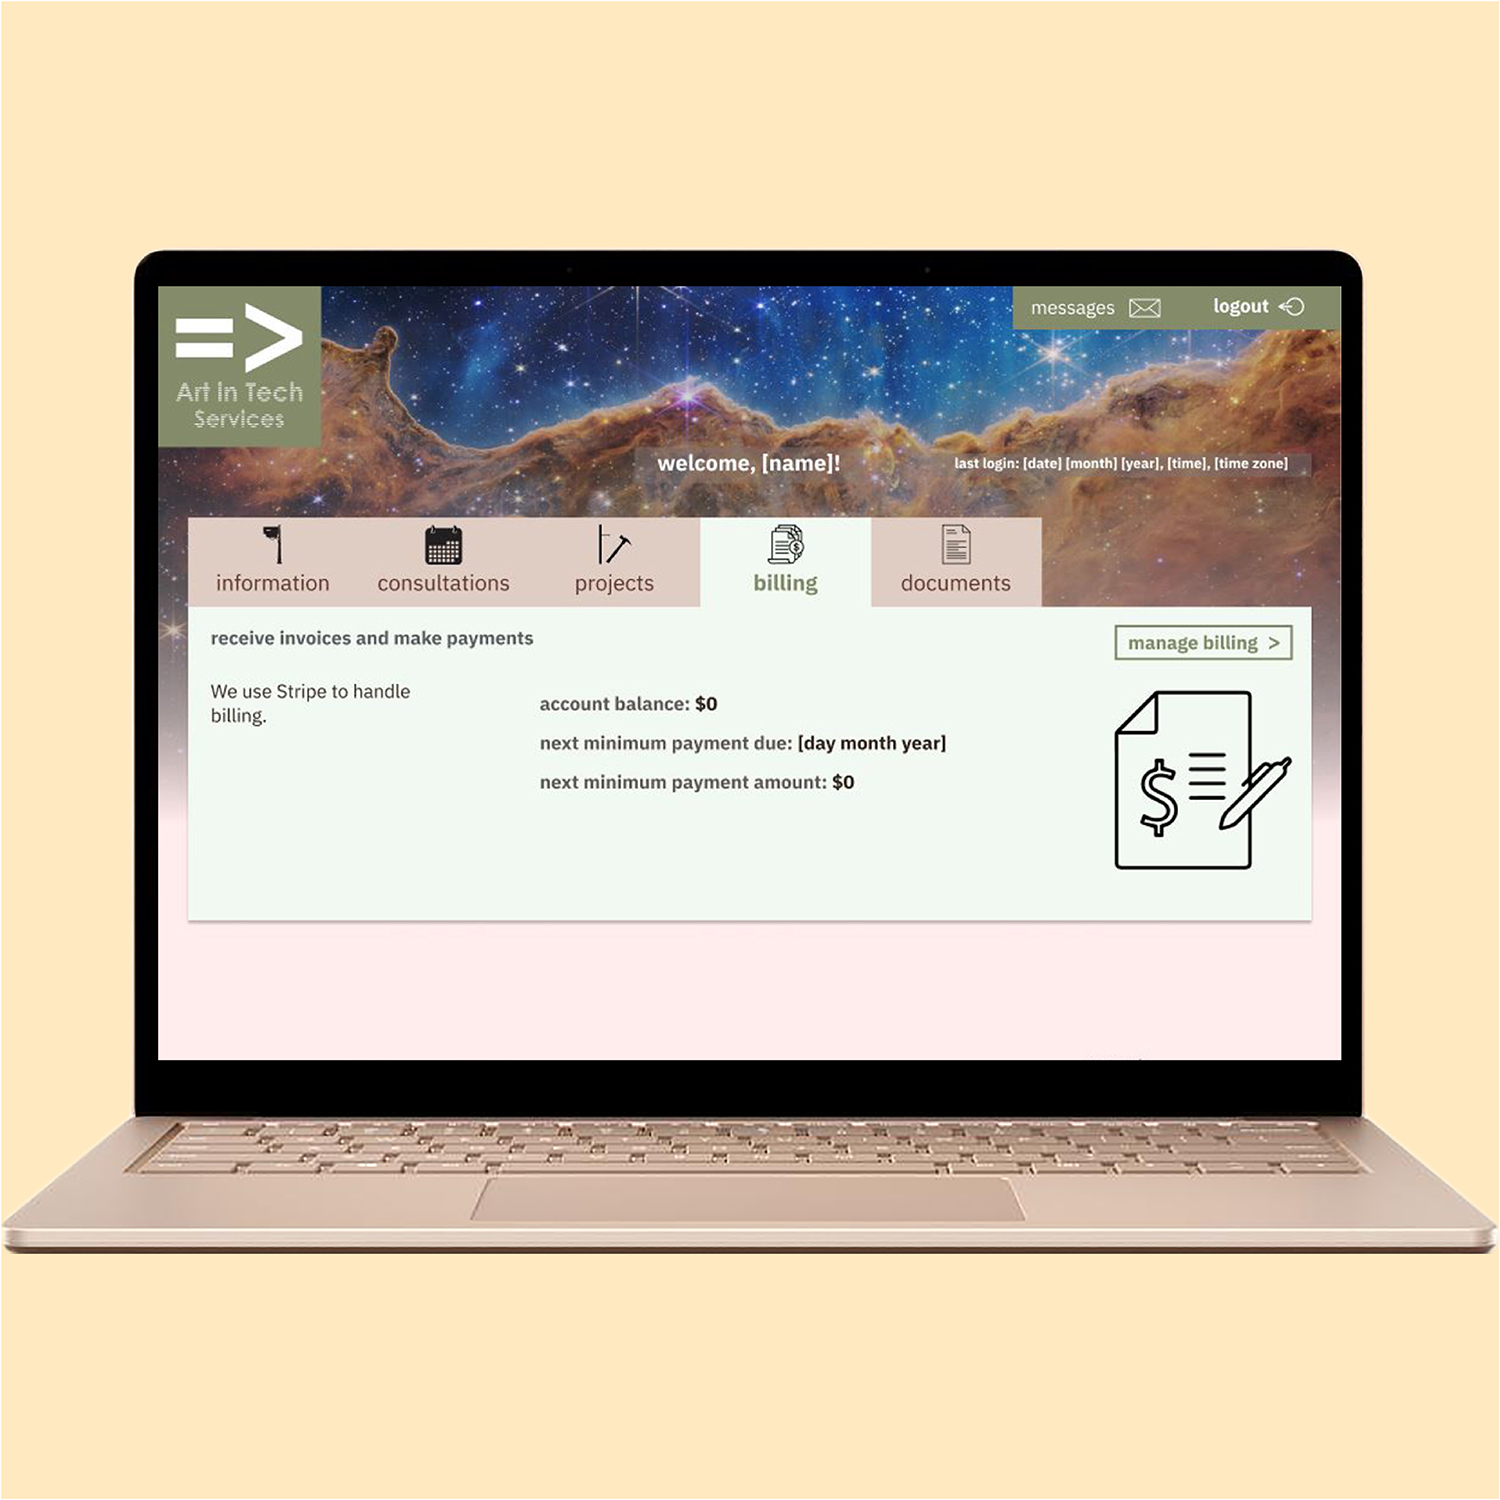 =>
Art in Tech
Services
messages
logout
welcome, [name]!
last login: [date] [month] [year], [time], [time zone]
information
consultations
projects
billing
documents
receive invoices and make payments
manage billing >
We use Stripe to handle
billing.
account balance: $0
next minimum payment due: [day month year]
next minimum payment amount: $0
$